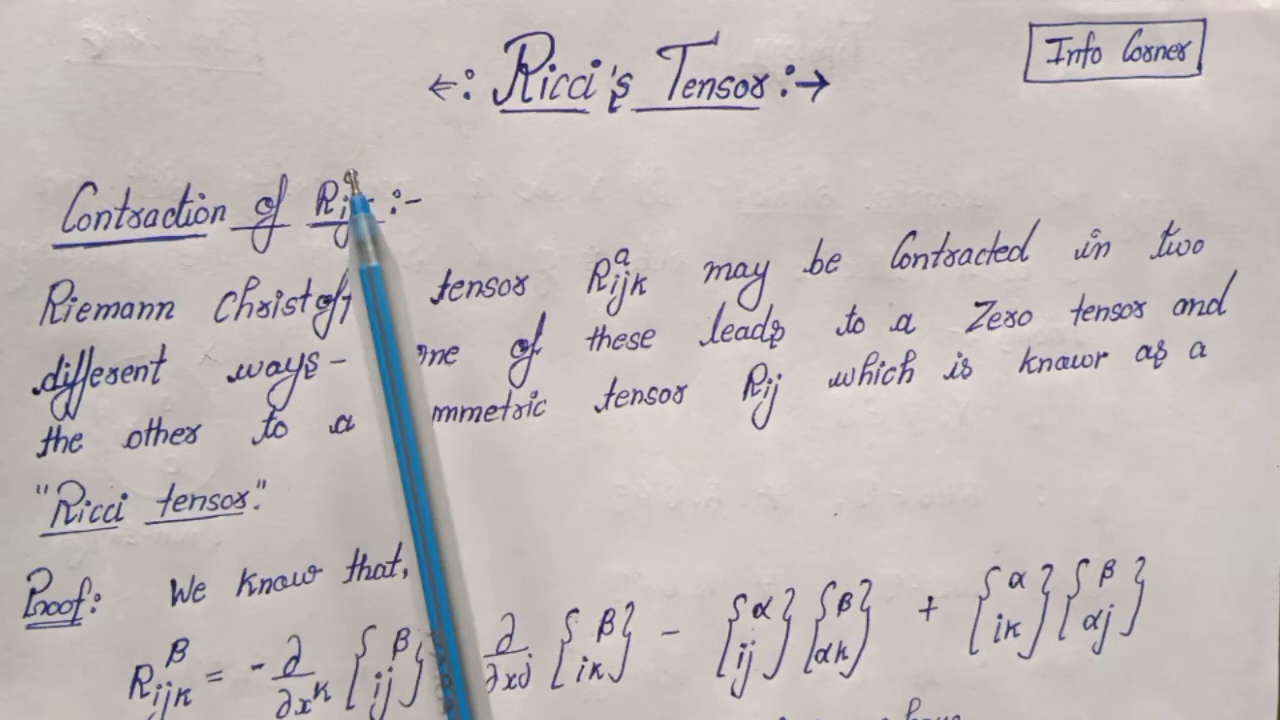 ←: Ricci's Tensor :→
Info Corner
Contraction of :-
Riemann tensor R^a_ijk may be Contracted in two
different ways - of these leads to a Zero tensor and
the other to a tensor Rij which is known as a
"Ricci tensor".
Proof: We know that,
R^β_ijk = - ∂/∂x^k {β ij} ∂/∂xj {β ik} - {α ij} {β αk} + {α ik} {β αj}